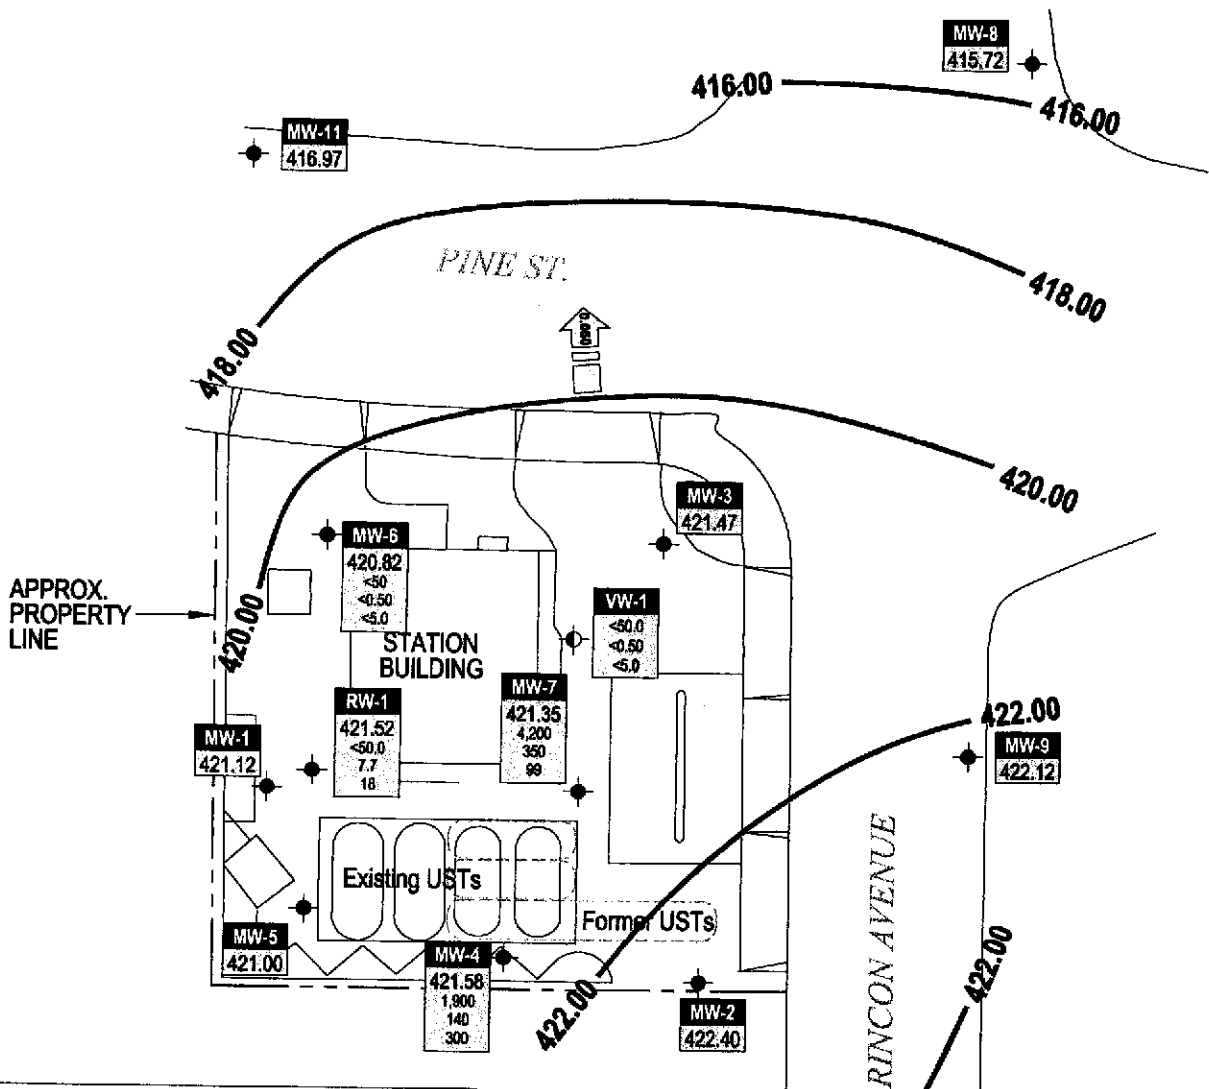 MW-8
415.72
416.00
416.00
MW-11
416.97
PINE ST.
418.00
418.00
0.060
420.00
MW-3
421.47
MW-6
420.82
<50
<0.50
<5.0
APPROX.
PROPERTY
LINE
VW-1
<50.0
<0.50
<5.0
420.00
STATION
BUILDING
RW-1
421.52
<50.0
7.7
18
MW-7
421.35
4,200
350
99
422.00
MW-1
421.12
MW-9
422.12
Existing USTs
Former USTs
RINCON AVENUE
MW-5
421.00
MW-4
421.58
1,900
140
300
422.00
MW-2
422.40
422.00